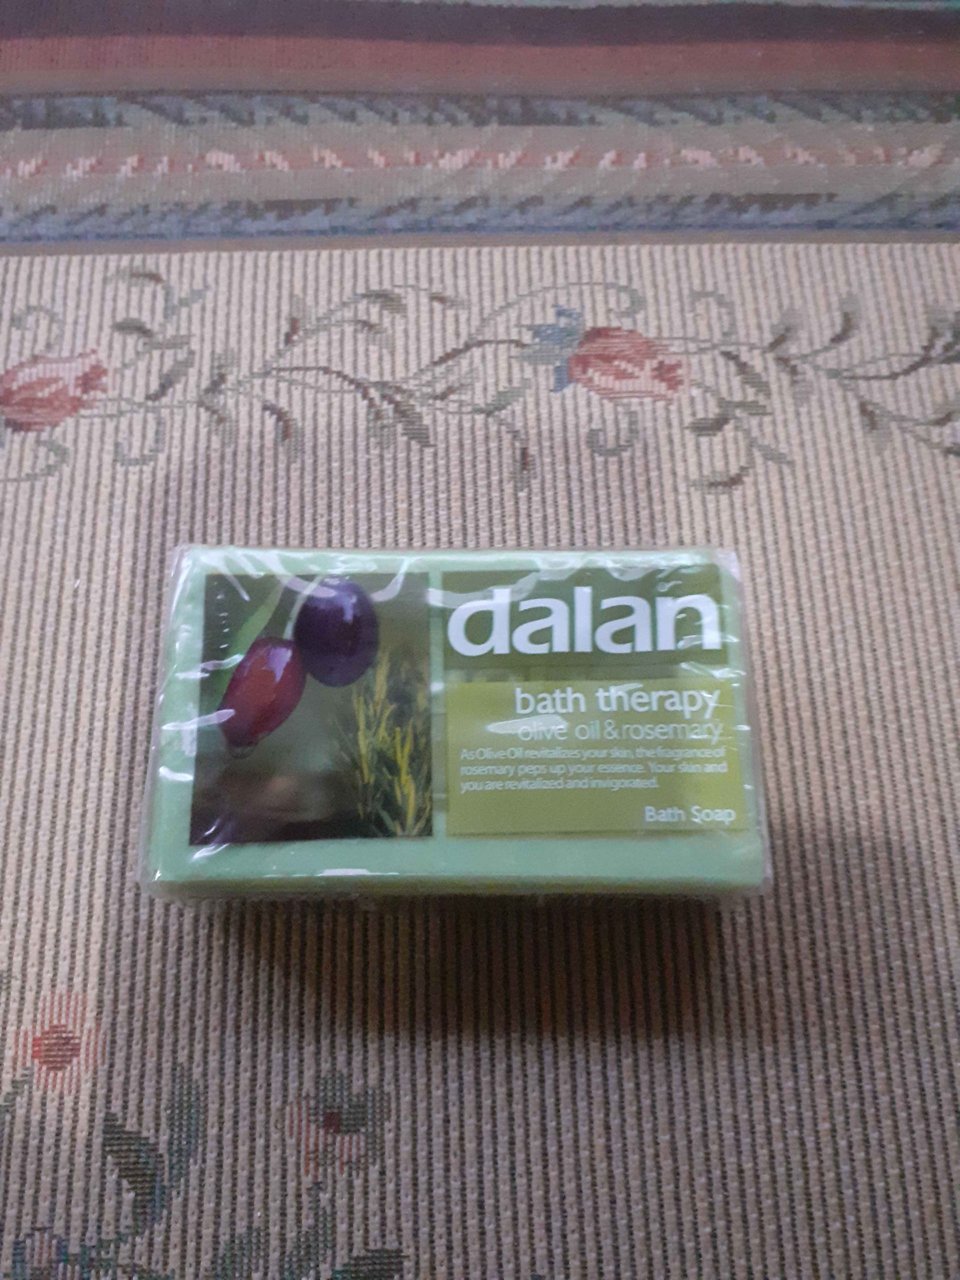 dalan
bath therapy
olive oil & rosemary
As Olive Oil revitalizes your skin, the fragrance of
rosemary peps up your essence. Your skin and
you are revitalized and invigorated.
Bath Soap